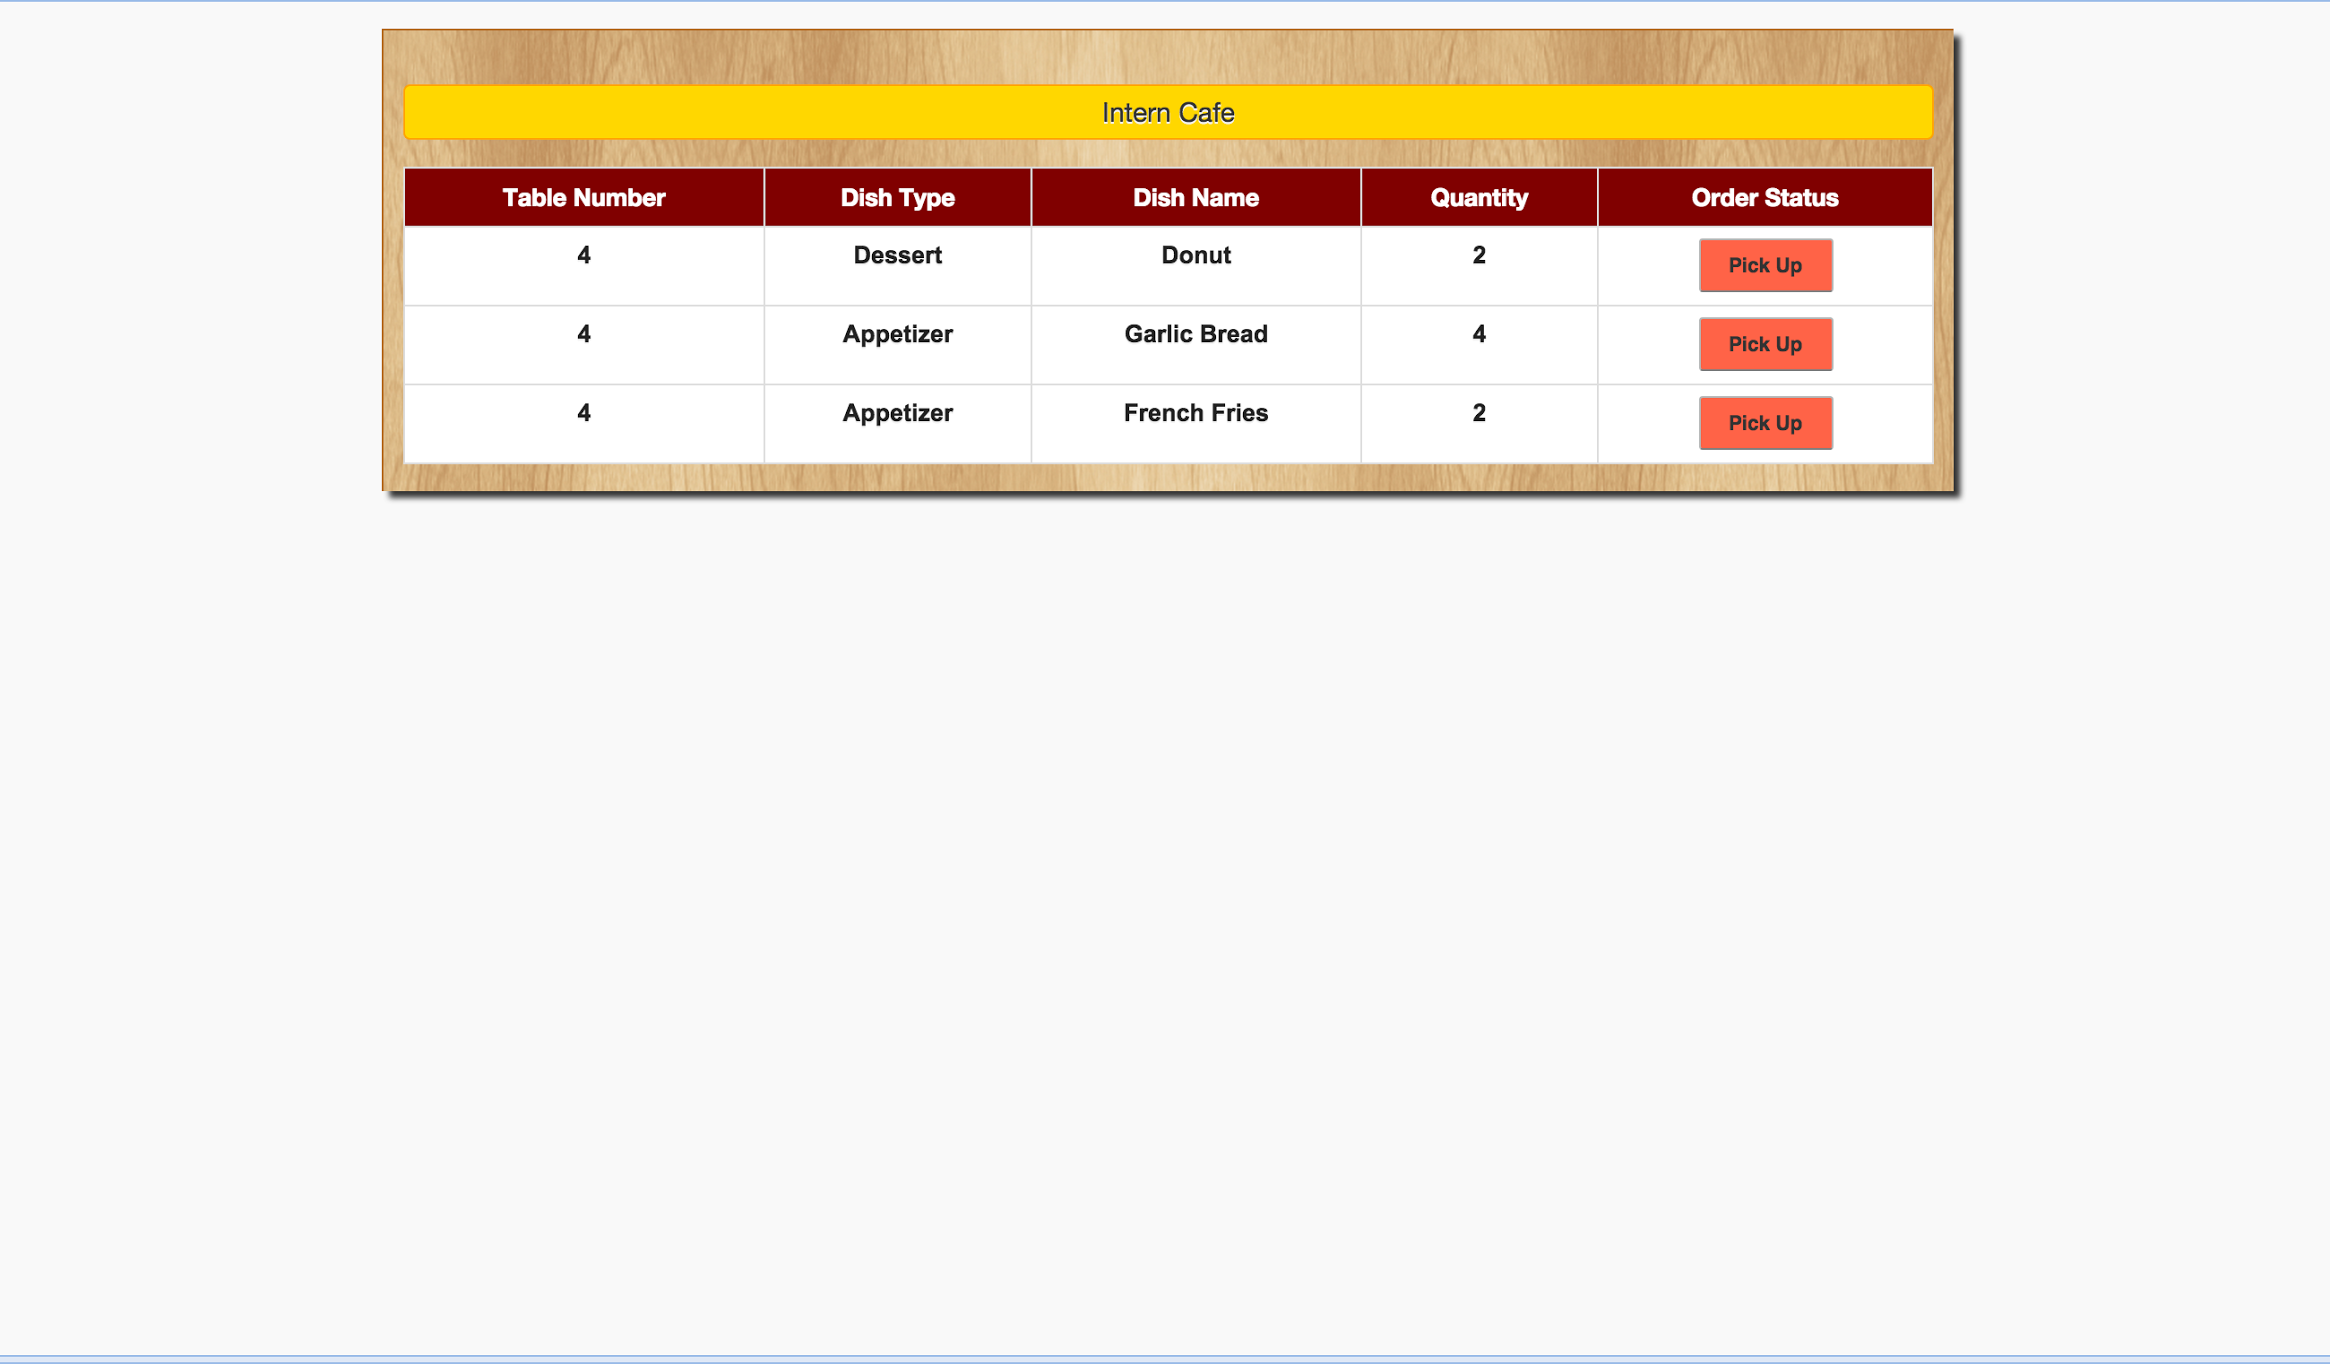 Intern Cafe
Table Number Dish Type Dish Name Quantity Order Status
4 Dessert Donut 2 Pick Up
4 Appetizer Garlic Bread 4 Pick Up
4 Appetizer French Fries 2 Pick Up